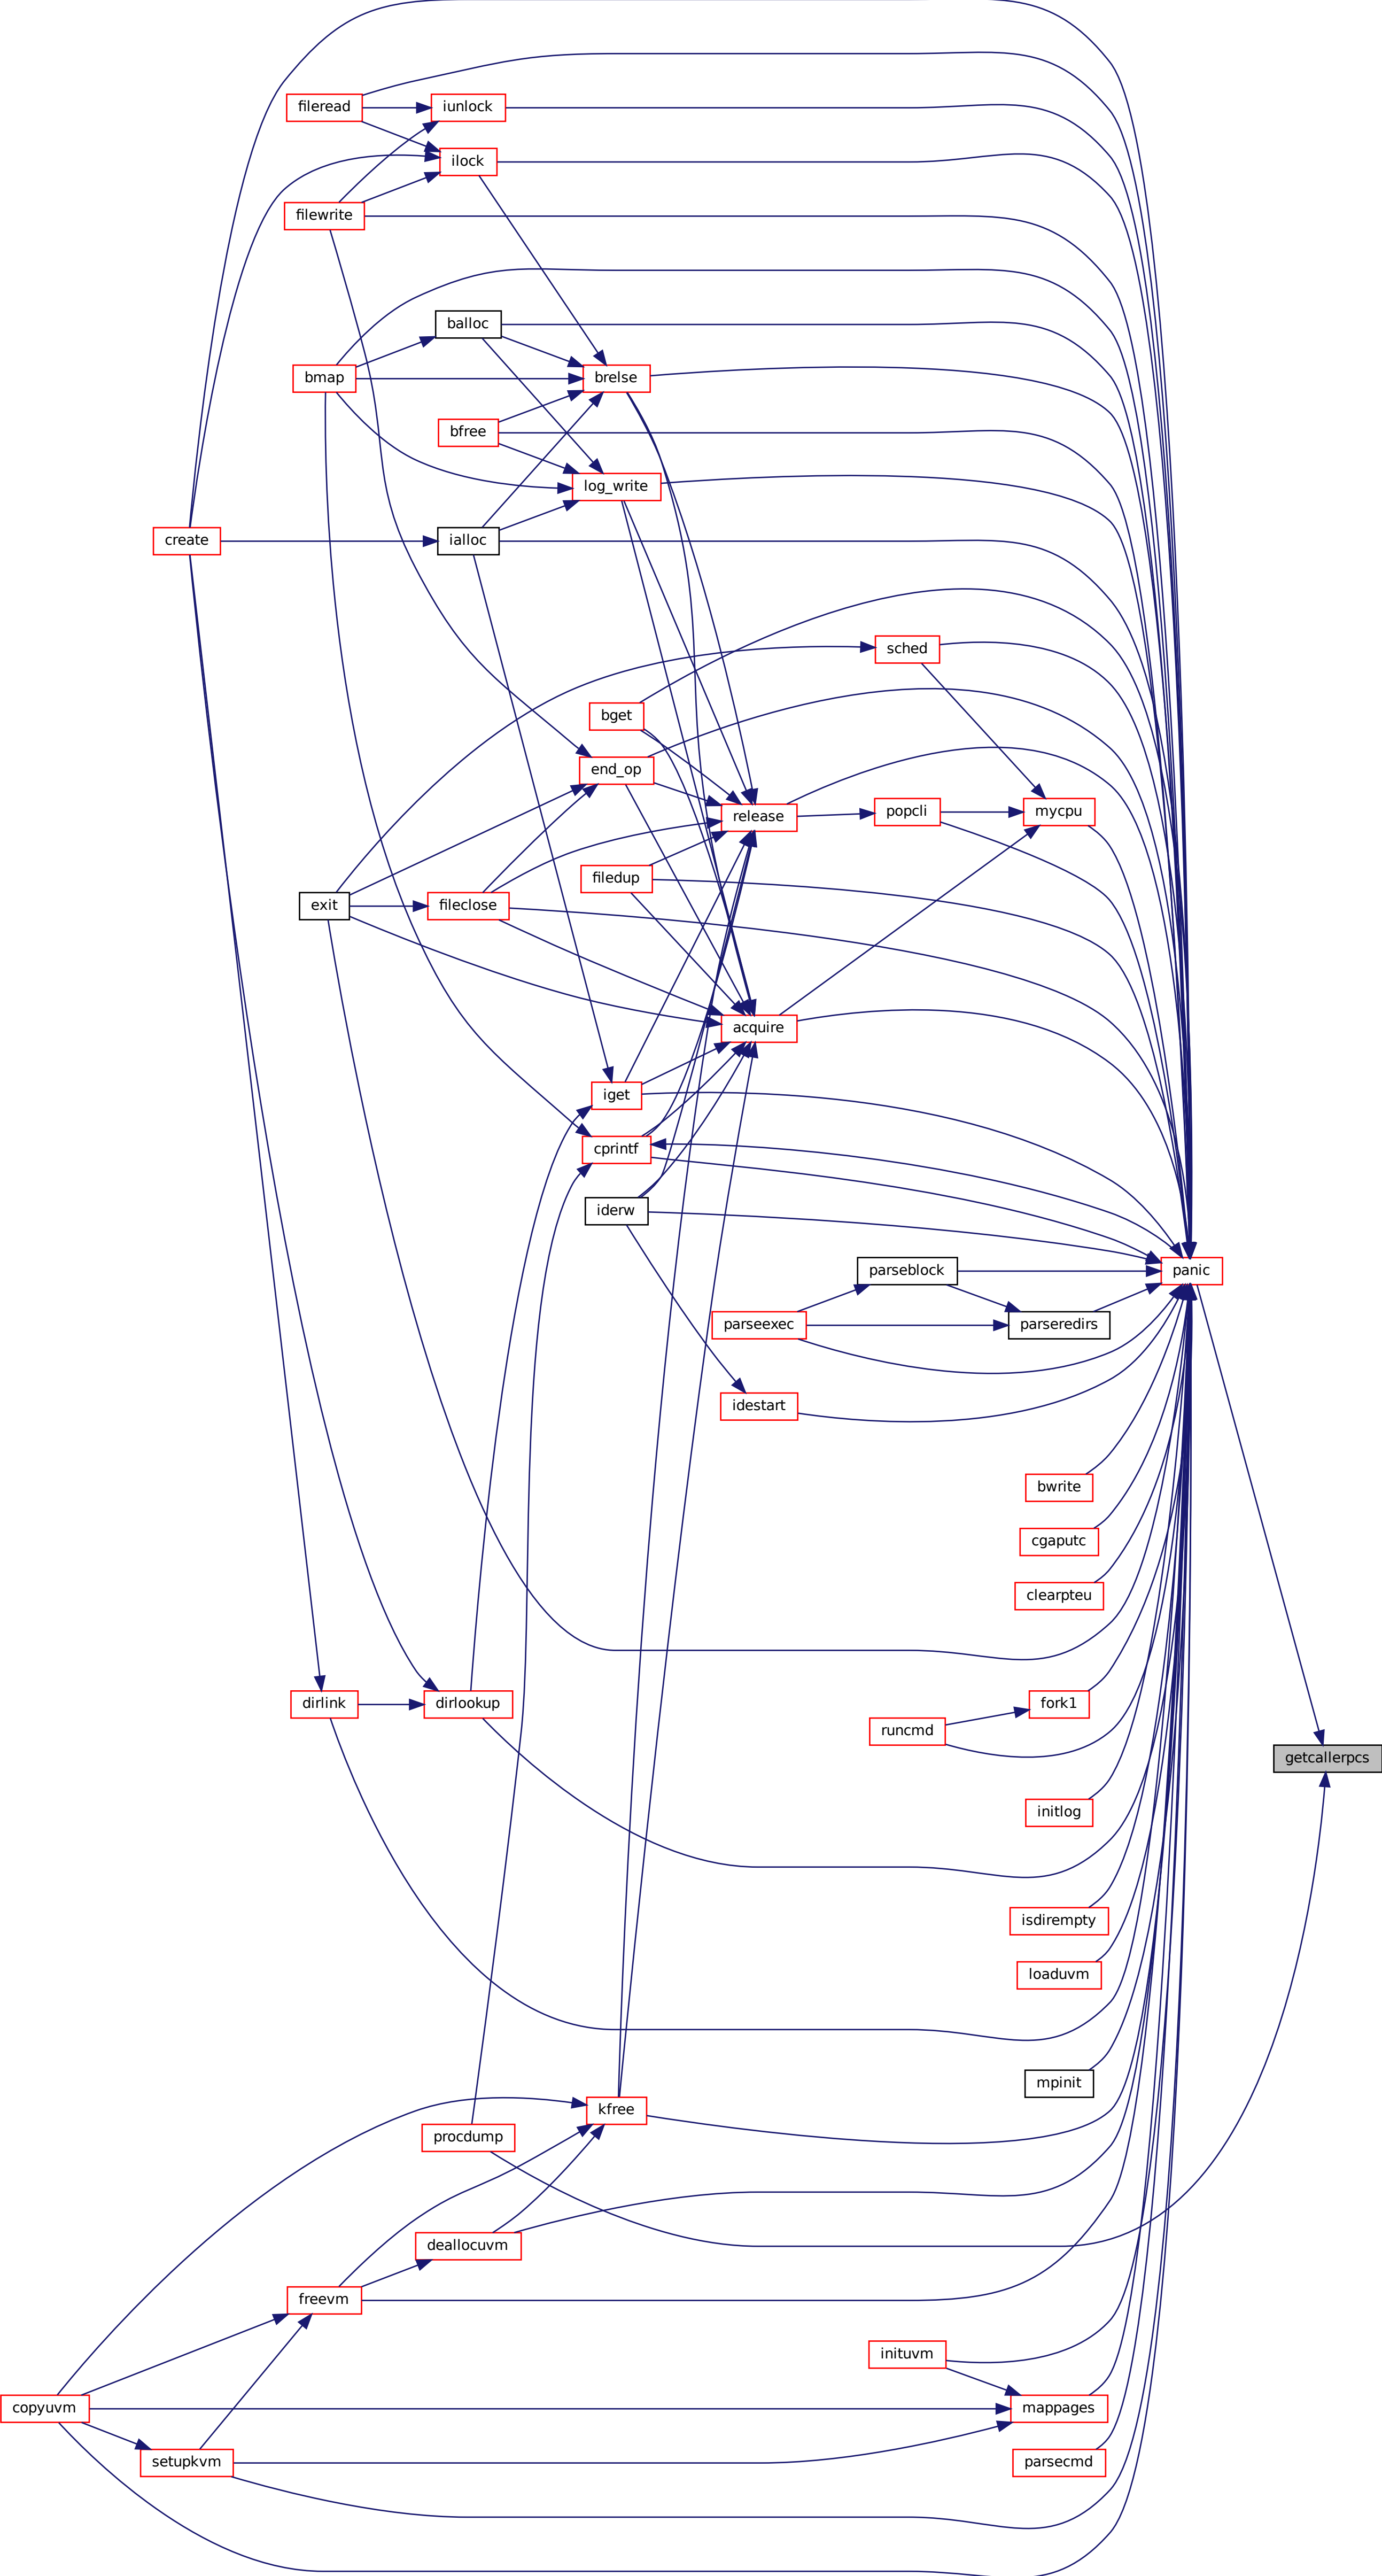 fileread
iunlock
ilock
filewrite
balloc
bmap
brelse
bfree
log_write
create
ialloc
sched
bget
end_op
release
popcli
mycpu
filedup
exit
fileclose
acquire
iget
cprintf
iderw
parseblock
panic
parseexec
parseredirs
idestart
bwrite
cgaputc
clearpteu
dirlink
dirlookup
fork1
runcmd
getcallerpcs
initlog
isdirempty
loaduvm
mpinit
kfree
procdump
deallocuvm
freevm
inituvm
copyuvm
mappages
setupkvm
parsecmd